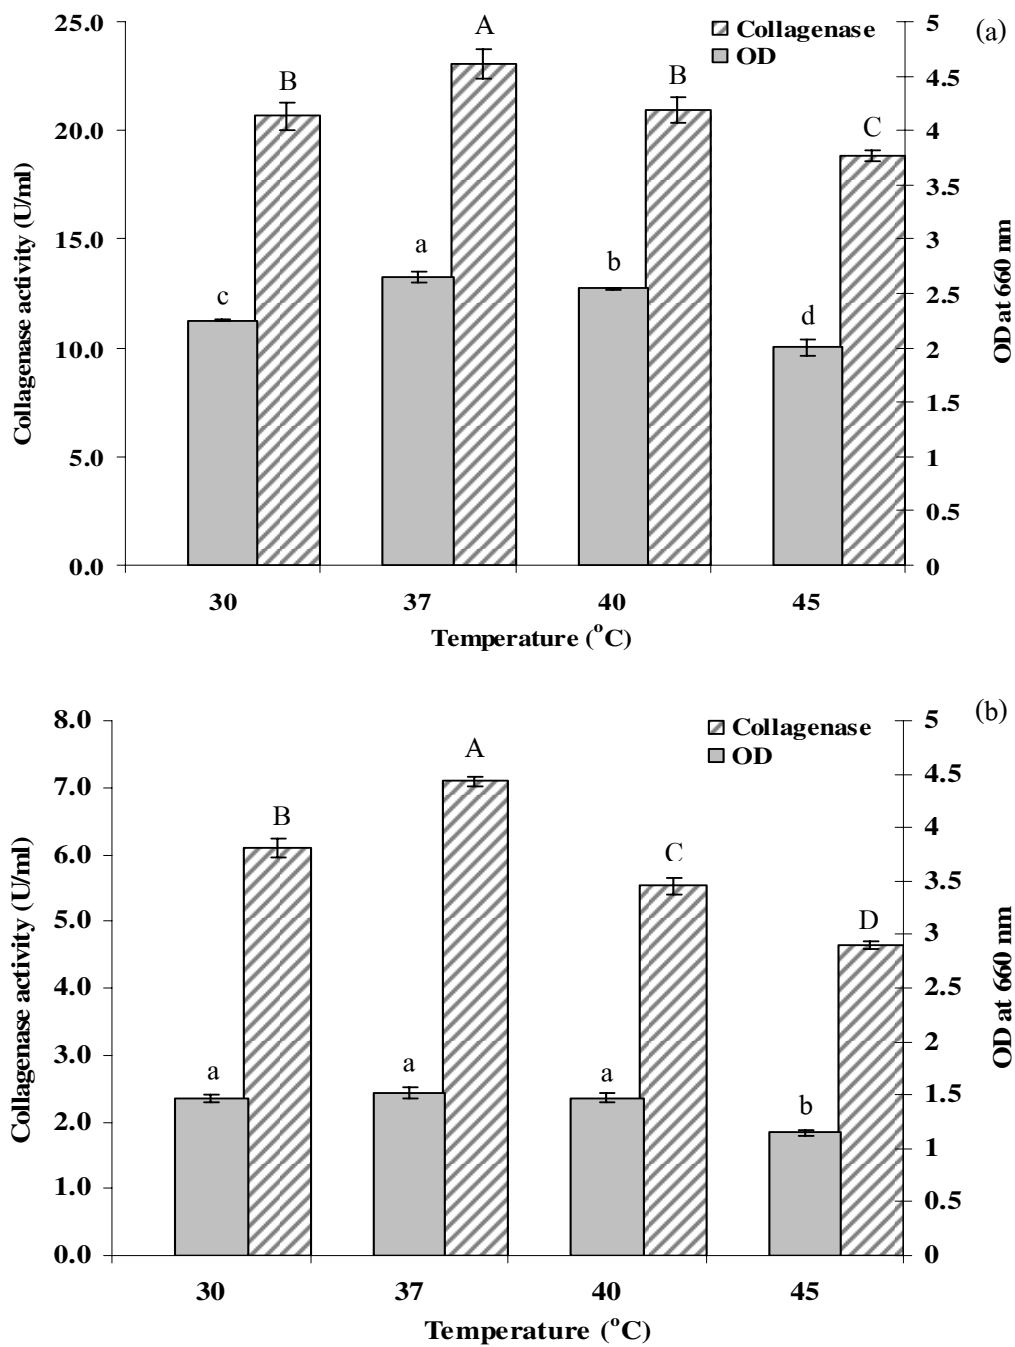 (a)
Collagenase
OD
25.0
20.0
15.0
10.0
5.0
0.0
Collagenase activity (U/ml)
5
4.5
4
3.5
3
2.5
2
1.5
1
0.5
0
OD at 660 nm
c
B
a
A
b
B
d
C
30 37 40 45
Temperature (°C)
(b)
Collagenase
OD
8.0
7.0
6.0
5.0
4.0
3.0
2.0
1.0
0.0
Collagenase activity (U/ml)
5
4.5
4
3.5
3
2.5
2
1.5
1
0.5
0
OD at 660 nm
a
B
a
A
a
C
b
D
30 37 40 45
Temperature (°C)